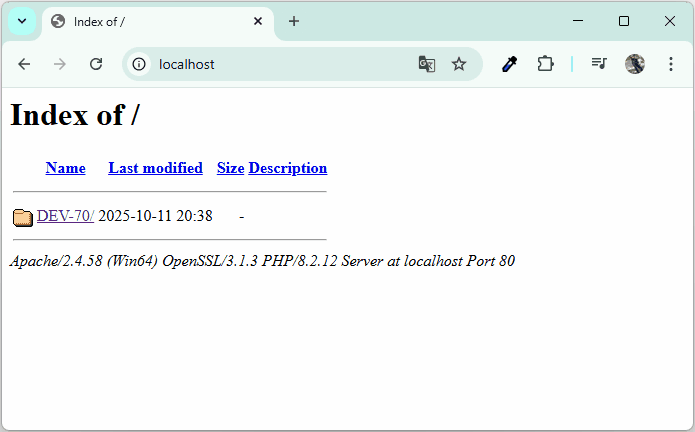 Index of /
localhost
Index of /
Name Last modified Size Description
DEV-70/ 2025-10-11 20:38 -
Apache/2.4.58 (Win64) OpenSSL/3.1.3 PHP/8.2.12 Server at localhost Port 80